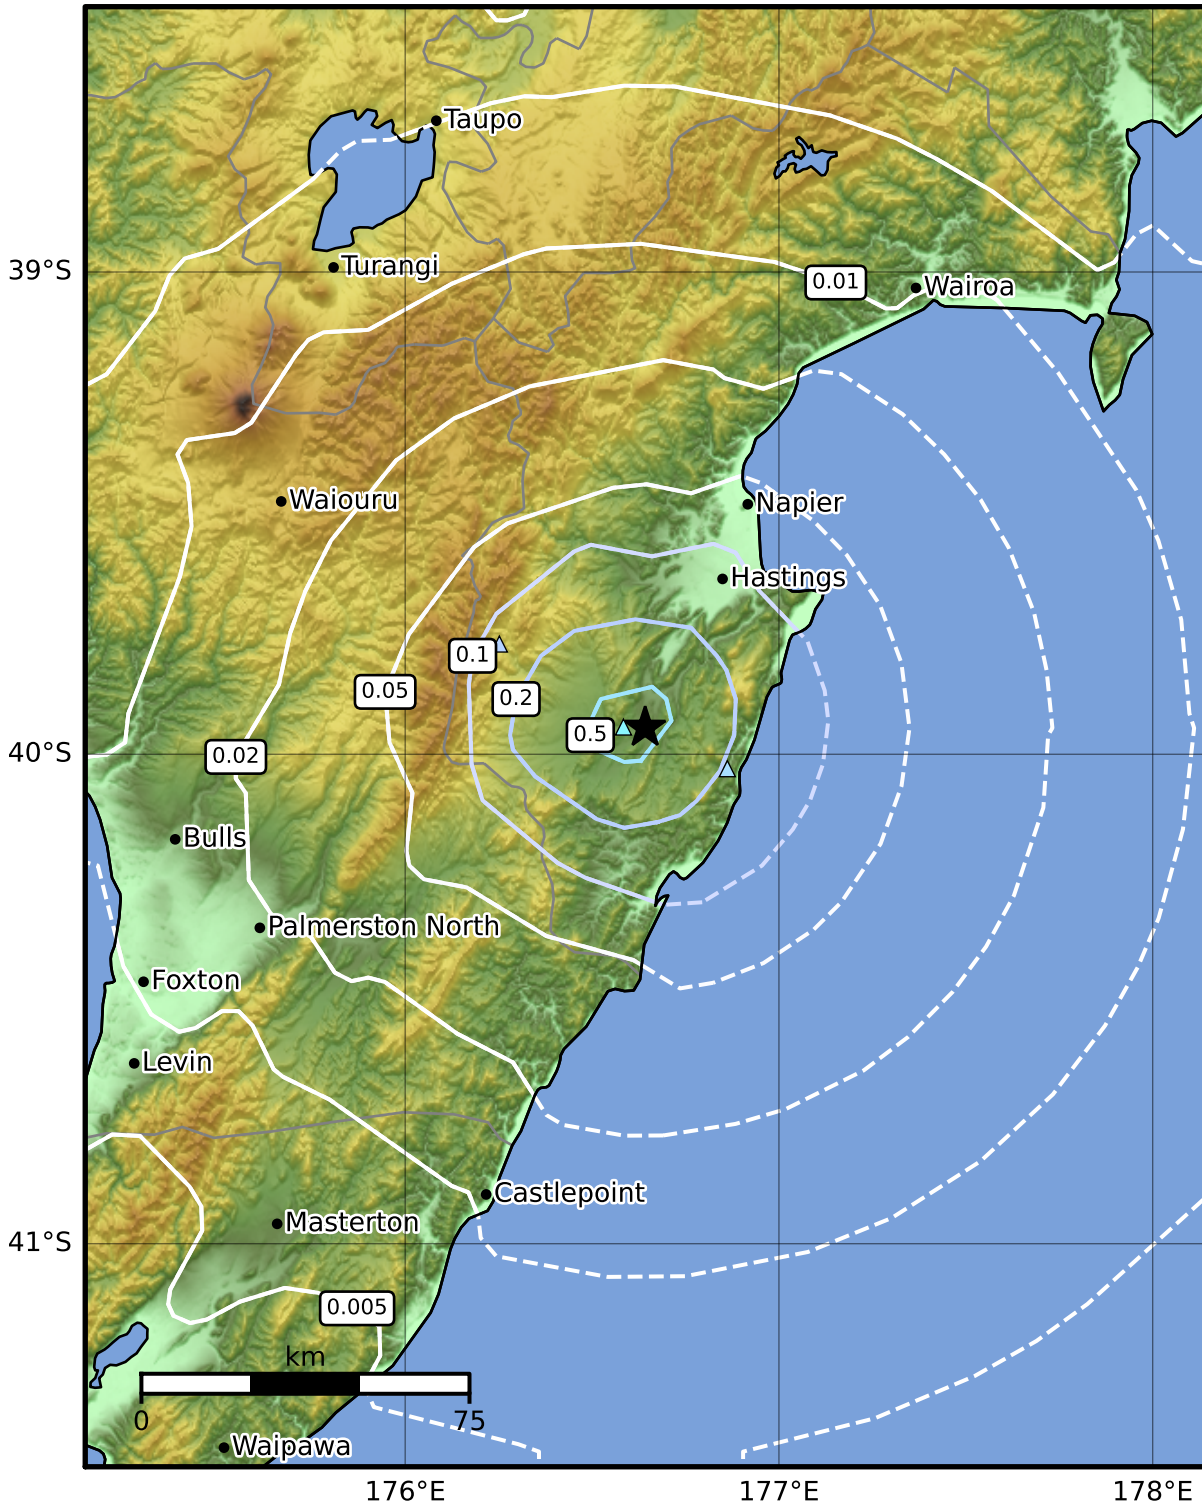 Taupo
39°S
Turangi
0.01
Wairoa
Waiouru
Napier
Hastings
0.1
0.05
0.2
0.5
40°S
0.02
Bulls
Palmerston North
Foxton
Levin
Castlepoint
Masterton
41°S
0.005
km
0 75
Waipawa
176°E 177°E 178°E